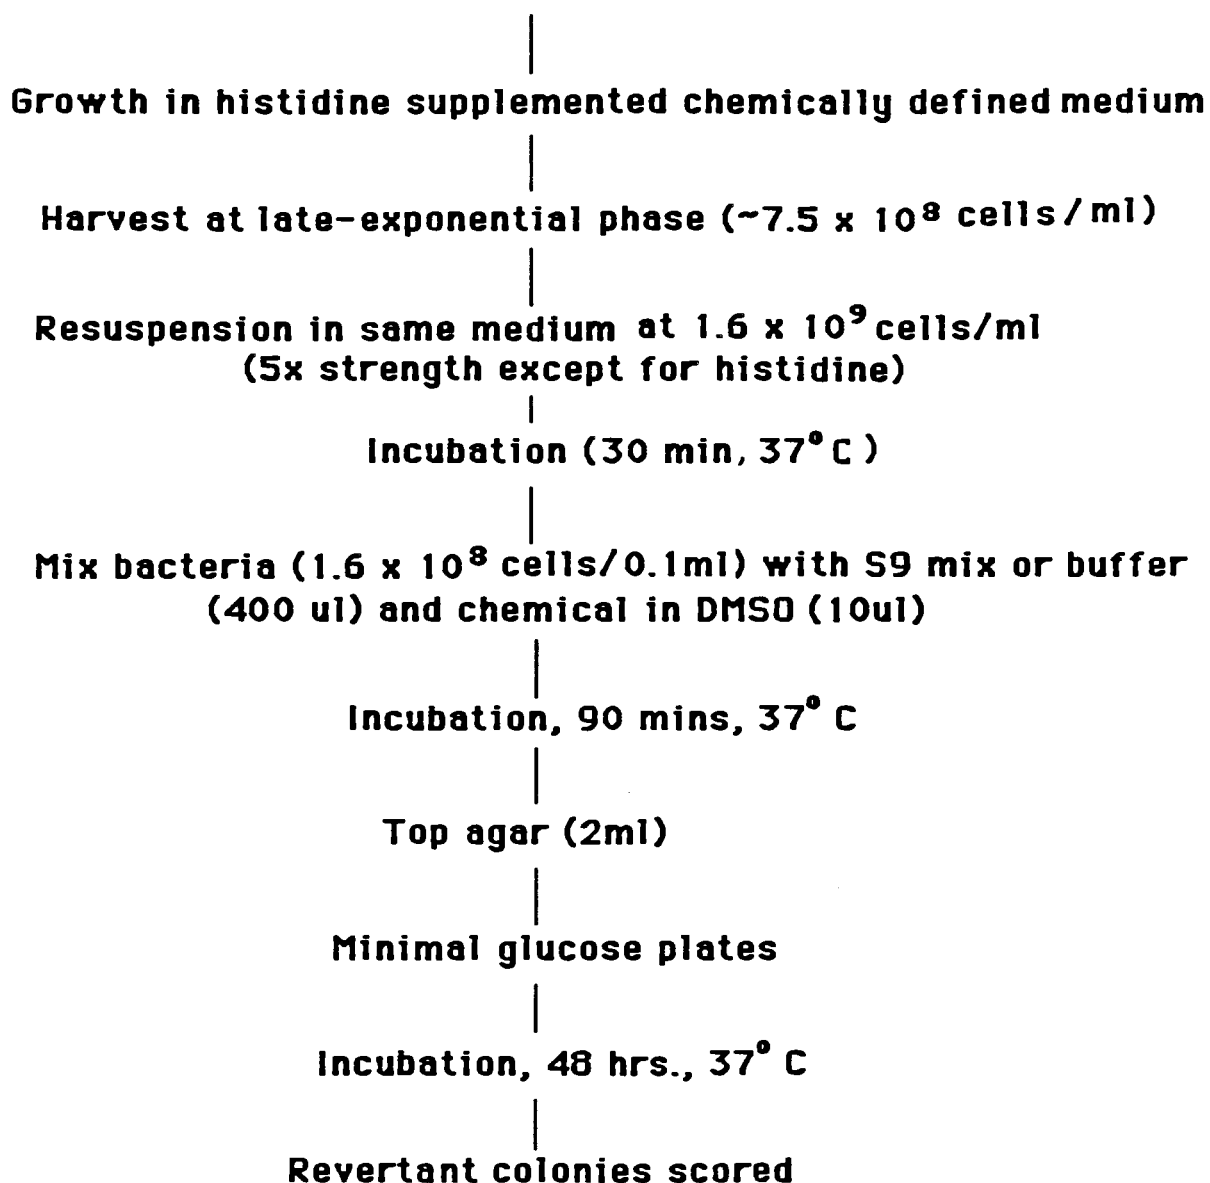 Growth in histidine supplemented chemically defined medium
Harvest at late-exponential phase (~7.5 x 10⁸ cells/ml)
Resuspension in same medium at 1.6 x 10⁹ cells/ml
(5x strength except for histidine)
Incubation (30 min, 37° C)
Mix bacteria (1.6 x 10⁸ cells/0.1ml) with S9 mix or buffer
(400 ul) and chemical in DMSO (10ul)
Incubation, 90 mins, 37° C
Top agar (2ml)
Minimal glucose plates
Incubation, 48 hrs., 37° C
Revertant colonies scored